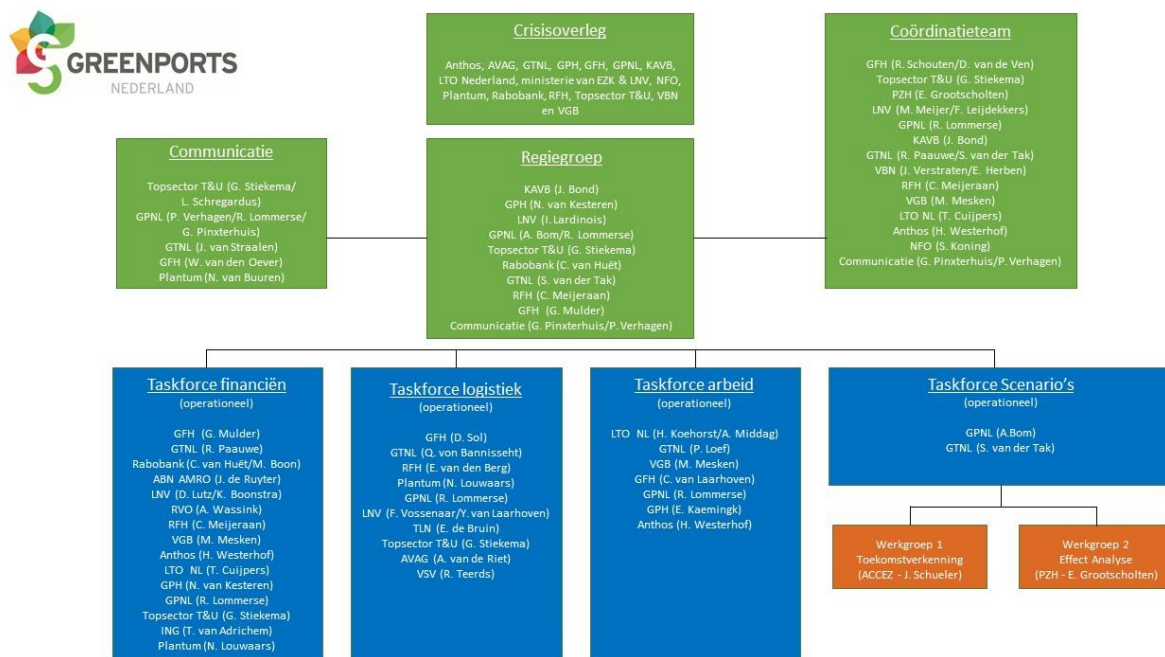 GREENPORTS
NEDERLAND
Crisisoverleg
Anthos, AVAG, GTNL, GPH, GFH, GPNL, KAVB,
LTO Nederland, ministerie van EZK & LNV, NFO,
Plantum, Rabobank, RFH, Topsector T&U, VBN
en VGB
Coördinatieteam
GFH (R. Schouten/D. van de Ven)
Topsector T&U (G. Stiekema)
PZH (E. Grootscholten)
LNV (M. Meijer/F. Leijdekkers)
GPNL (R. Lommerse)
KAVB (J. Bond)
GTNL (R. Paauwe/S. van der Tak)
VBN (J. Verstraten/E. Herben)
RFH (C. Meijeraan)
VGB (M. Mesken)
LTO NL (T. Cuijpers)
Anthos (H. Westerhof)
NFO (S. Koning)
Communicatie (G. Pinxterhuis/P. Verhagen)
Communicatie
Topsector T&U (G. Stiekema/
L. Schregardus)
GPNL (P. Verhagen/R. Lommerse/
G. Pinxterhuis)
GTNL (J. van Straalen)
GFH (W. van den Oever)
Plantum (N. van Buuren)
Regiegroep
KAVB (J. Bond)
GPH (N. van Kesteren)
LNV (I. Lardinois)
GPNL (A. Bom/R. Lommerse)
Topsector T&U (G. Stiekema)
Rabobank (C. van Huët)
GTNL (S. van der Tak)
RFH (C. Meijeraan)
GFH (G. Mulder)
Communicatie (G. Pinxterhuis/P. Verhagen)
Taskforce financiën
(operationeel)
GFH (G. Mulder)
GTNL (R. Paauwe)
Rabobank (C. van Huët/M. Boon)
ABN AMRO (J. de Ruyter)
LNV (D. Lutz/K. Boonstra)
RVO (A. Wassink)
RFH (C. Meijeraan)
VGB (M. Mesken)
Anthos (H. Westerhof)
LTO NL (T. Cuijpers)
GPH (N. van Kesteren)
GPNL (R. Lommerse)
Topsector T&U (G. Stiekema)
ING (T. van Adrichem)
Plantum (N. Louwaars)
Taskforce logistiek
(operationeel)
GFH (D. Sol)
GTNL (Q. von Bannisseht)
RFH (E. van den Berg)
Plantum (N. Louwaars)
GPNL (R. Lommerse)
LNV (F. Vossenaar/Y. van Laarhoven)
TLN (E. de Bruin)
Topsector T&U (G. Stiekema)
AVAG (A. van de Riet)
VSV (R. Teerds)
Taskforce arbeid
(operationeel)
LTO NL (H. Koehorst/A. Middag)
GTNL (P. Loef)
VGB (M. Mesken)
GFH (C. van Laarhoven)
GPNL (R. Lommerse)
GPH (E. Kaemingk)
Anthos (H. Westerhof)
Taskforce Scenario's
(operationeel)
GPNL (A.Bom)
GTNL (S. van der Tak)
Werkgroep 1
Toekomstverkenning
(ACCEZ - J. Schueler)
Werkgroep 2
Effect Analyse
(PZH - E. Grootscholten)